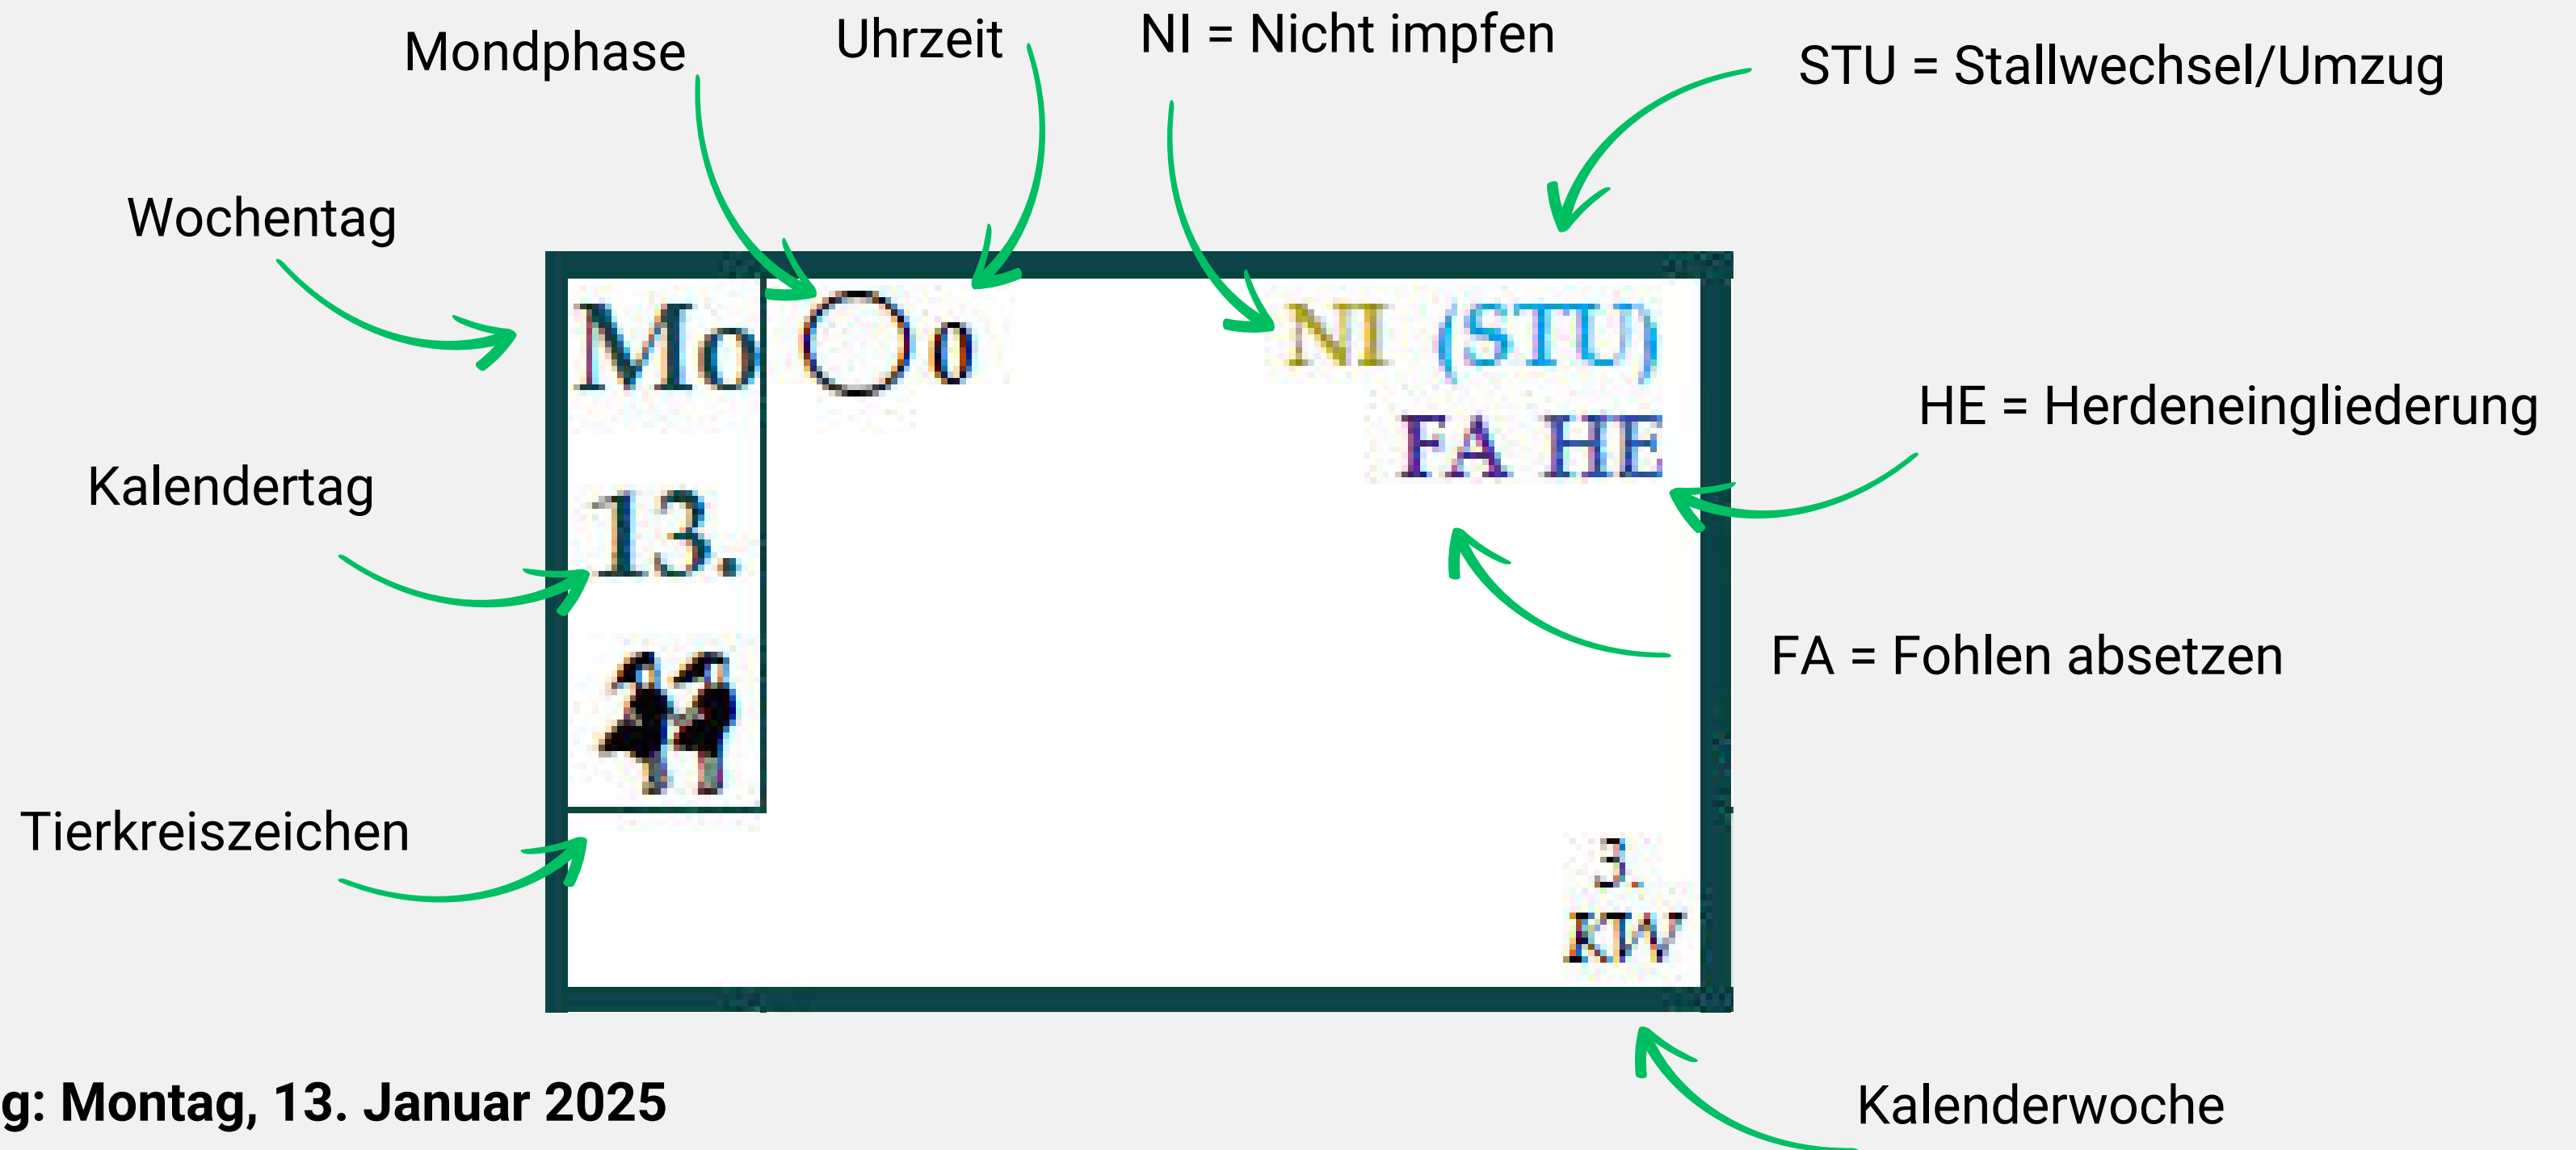 Mondphase
Uhrzeit
NI = Nicht impfen
STU = Stallwechsel/Umzug
Wochentag
Mo
0
NI (STU)
FA HE
HE = Herdeneingliederung
Kalendertag
13.
FA = Fohlen absetzen
Tierkreiszeichen
3.
KW
g: Montag, 13. Januar 2025
Kalenderwoche